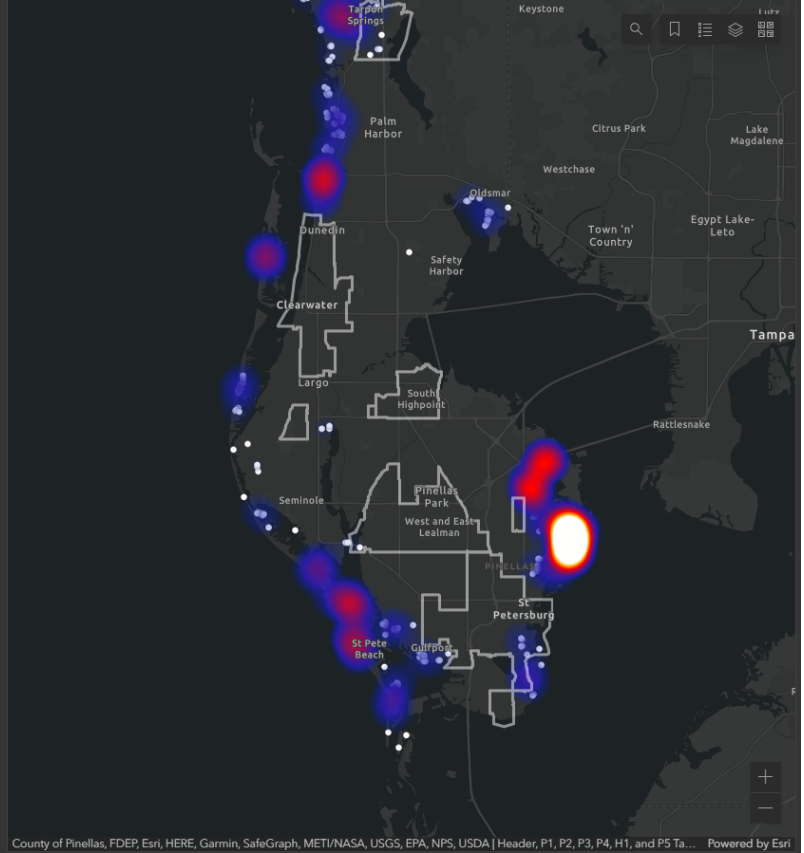 Tarpon
Springs
Keystone
Lutz
Palm
Harbor
Citrus Park
Lake
Magdalene
Westchase
Oldsmar
Egypt Lake-
Leto
Town 'n'
Country
Dunedin
Safety
Harbor
Clearwater
Tampa
Largo
South
Highpoint
Rattlesnake
Pinellas
Park
Seminole
West and East
Lealman
PINELLAS
St
Petersburg
St Pete
Beach
Gulfport
County of Pinellas, FDEP, Esri, HERE, Garmin, SafeGraph, METI/NASA, USGS, EPA, NPS, USDA | Header, P1, P2, P3, P4, H1, and P5 Ta...
Powered by Esri